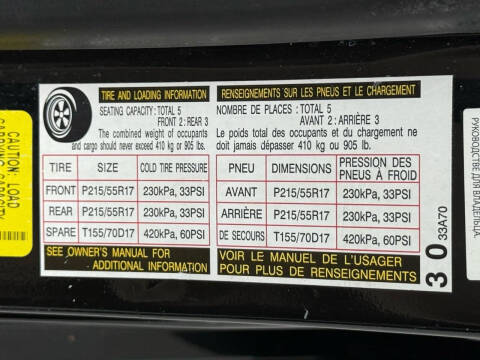 TIRE AND LOADING INFORMATION
SEATING CAPACITY: TOTAL 5
FRONT 2: REAR 3
The combined weight of occupants
and cargo should never exceed 410 kg or 905 lb.
TIRE SIZE COLD TIRE PRESSURE
FRONT P215/55R17 230kPa, 33PSI
REAR P215/55R17 230kPa, 33PSI
SPARE T155/70D17 420kPa, 60PSI
SEE OWNER'S MANUAL FOR
ADDITIONAL INFORMATION
RENSEIGNEMENTS SUR LES PNEUS ET LE CHARGEMENT
NOMBRE DE PLACES : TOTAL 5
AVANT 2: ARRIÈRE 3
Le poids total des occupants et du chargement ne
doit jamais dépasser 410 kg ou 905 lb.
PNEU DIMENSIONS PRESSION DES
PNEUS À FROID
AVANT P215/55R17 230kPa, 33PSI
ARRIÈRE P215/55R17 230kPa, 33PSI
DE SECOURS T155/70D17 420kPa, 60PSI
VOIR LE MANUEL DE L'USAGER
POUR PLUS DE RENSEIGNEMENTS
3 0
33A70
CAUTION: LOAD
CARRYING CAPACITY